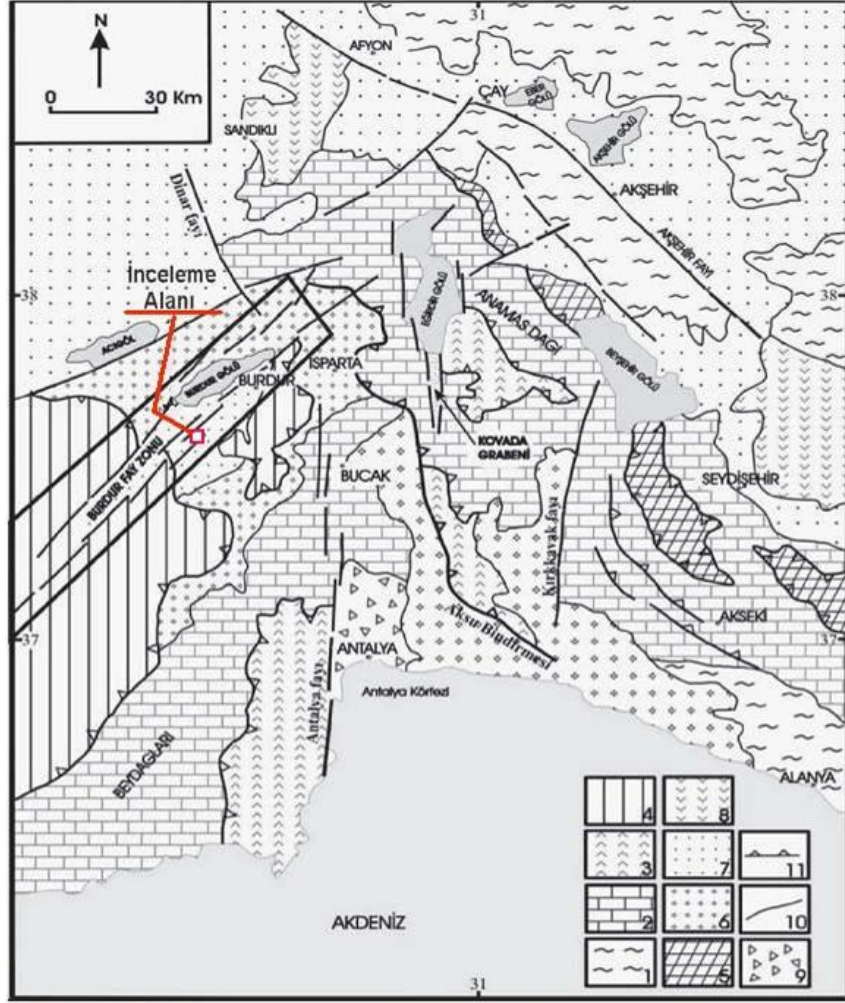 31
N
0 30 Km
AFYON
ÇAY
EBER
GÖLÜ
SANDIKLI
AKŞEHİR GÖLÜ
AKŞEHİR
Dinar fayı
AKŞEHİR FAYI
İnceleme
Alanı
38
38
EĞİRDİR GÖLÜ
ANAMAS DAGI
ACIGÖL
BURDUR GÖLÜ
BURDUR
ISPARTA
BEYŞEHİR GÖLÜ
KOVADA
GRABENİ
BURDUR FAY ZONU
BUCAK
SEYDİŞEHİR
Kırkkavak fayı
AKSEKİ
Aksu Bindirmesi
37
37
ANTALYA
Antalya Körfezi
Antalya fayı
BEYDAGLARI
ALANYA
4
8
3
7
11
2
6
10
1
5
9
AKDENİZ
31